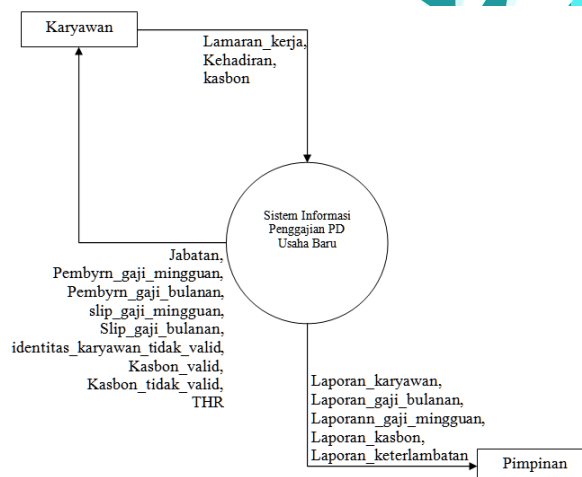 Karyawan
Lamaran_kerja,
Kehadiran,
kasbon
Sistem Informasi
Penggajian PD
Usaha Baru
Jabatan,
Pembyrn_gaji_mingguan,
Pembyrn_gaji_bulanan,
slip_gaji_mingguan,
Slip_gaji_bulanan,
identitas_karyawan_tidak_valid,
Kasbon_valid,
Kasbon_tidak_valid,
THR
Laporan_karyawan,
Laporan_gaji_bulanan,
Laporann_gaji_mingguan,
Laporan_kasbon,
Laporan_keterlambatan
Pimpinan